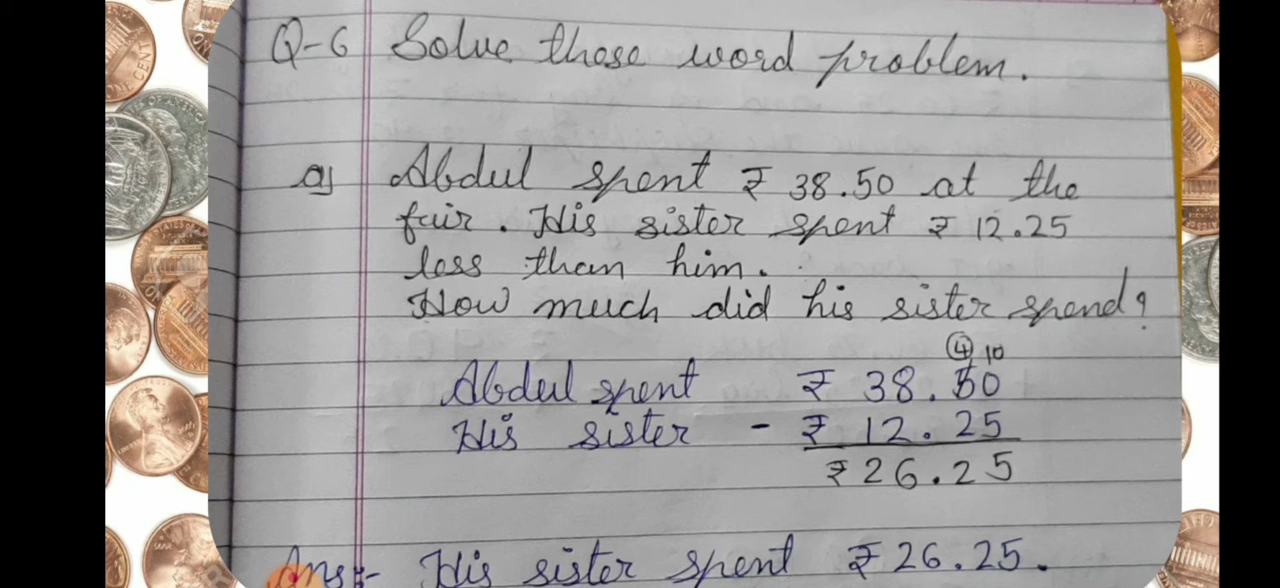 Q-6 Solve these word problem.
a) Abdul spent ₹ 38.50 at the
fair. His sister spent ₹ 12.25
less than him.
How much did his sister spend?
④ 10
Abdul spent ₹ 38.50
His sister - ₹ 12.25
₹26.25
Ans:- His sister spent ₹26.25.